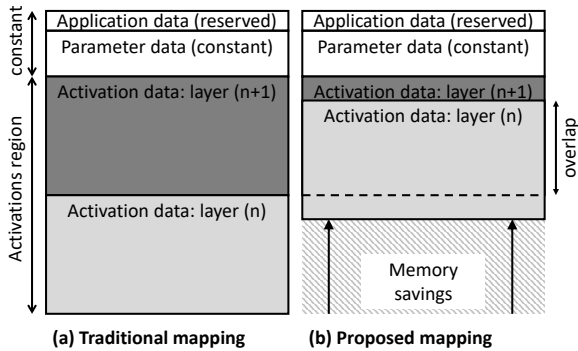 constant
Activations region
Application data (reserved)
Parameter data (constant)
Activation data: layer (n+1)
Activation data: layer (n)
(a) Traditional mapping
Application data (reserved)
Parameter data (constant)
Activation data: layer (n+1)
Activation data: layer (n)
overlap
Memory
savings
(b) Proposed mapping